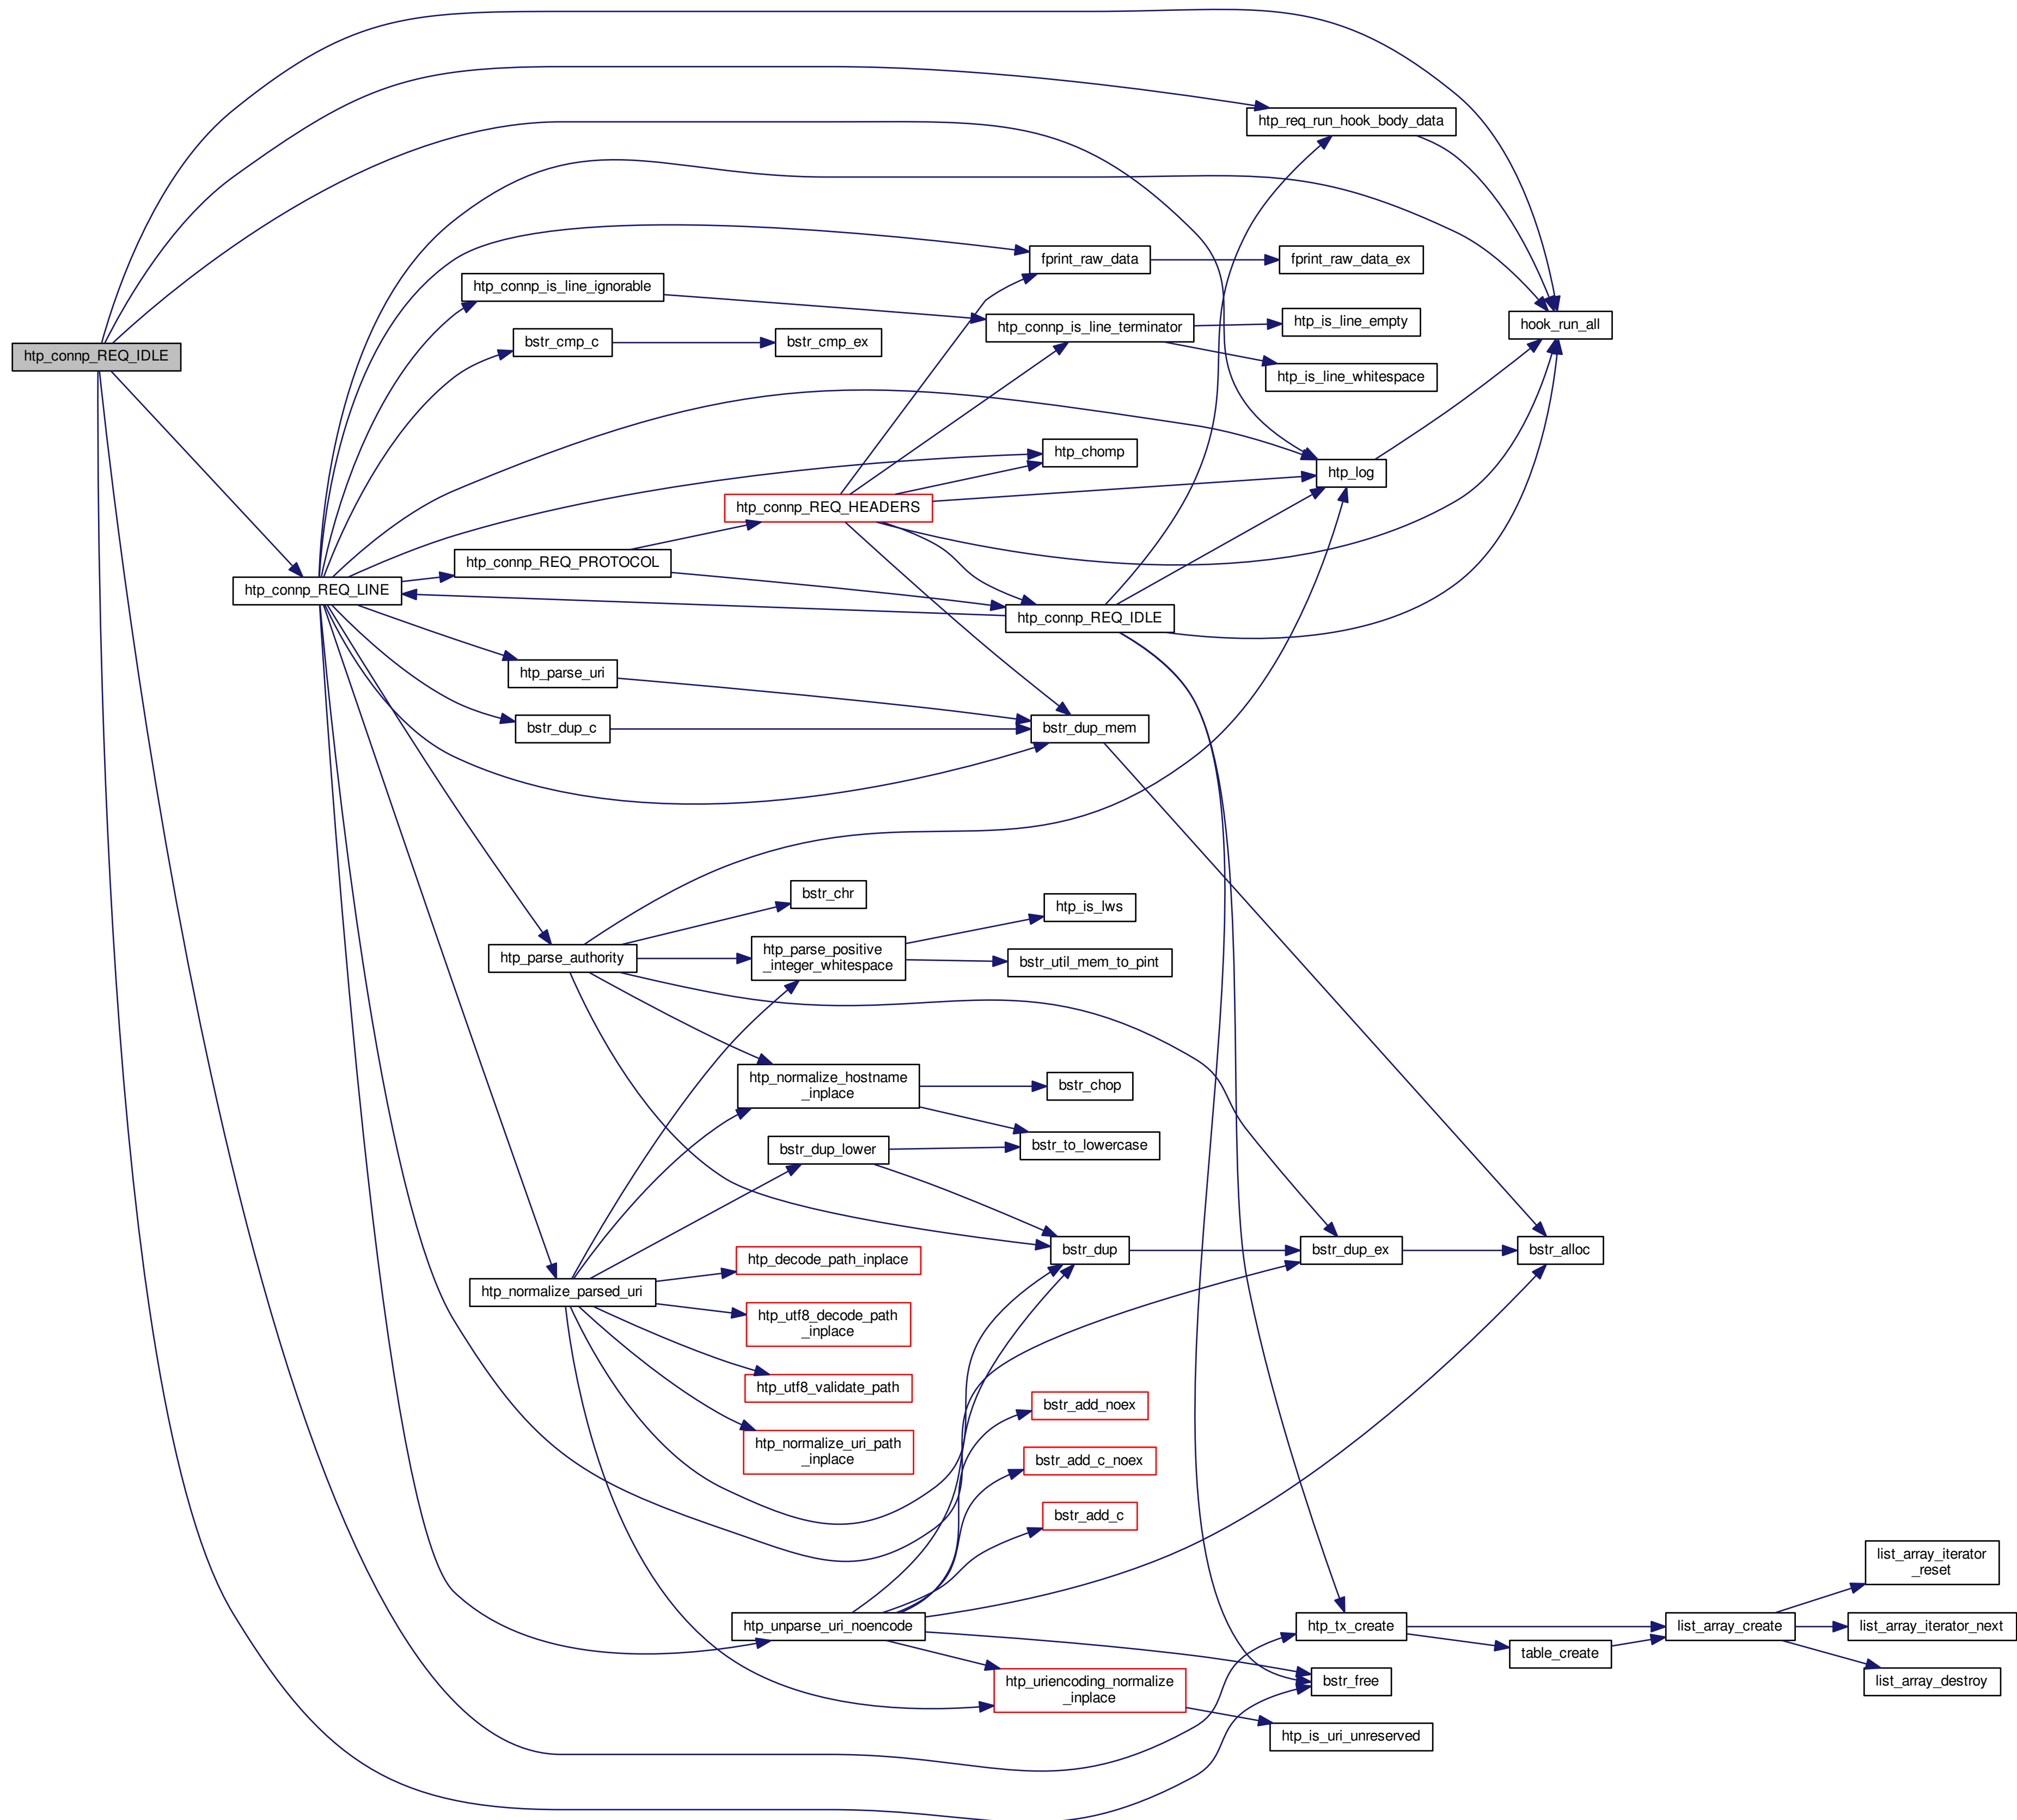 htp_req_run_hook_body_data
fprint_raw_data
fprint_raw_data_ex
htp_connp_is_line_ignorable
htp_connp_is_line_terminator
htp_is_line_empty
hook_run_all
bstr_cmp_c
bstr_cmp_ex
htp_connp_REQ_IDLE
htp_is_line_whitespace
htp_chomp
htp_log
htp_connp_REQ_HEADERS
htp_connp_REQ_PROTOCOL
htp_connp_REQ_LINE
htp_connp_REQ_IDLE
htp_parse_uri
bstr_dup_c
bstr_dup_mem
bstr_chr
htp_is_lws
htp_parse_authority
htp_parse_positive
_integer_whitespace
bstr_util_mem_to_pint
htp_normalize_hostname
_inplace
bstr_chop
bstr_dup_lower
bstr_to_lowercase
bstr_dup
bstr_dup_ex
bstr_alloc
htp_decode_path_inplace
htp_normalize_parsed_uri
htp_utf8_decode_path
_inplace
htp_utf8_validate_path
bstr_add_noex
htp_normalize_uri_path
_inplace
bstr_add_c_noex
bstr_add_c
list_array_iterator
_reset
htp_unparse_uri_noencode
htp_tx_create
list_array_create
list_array_iterator_next
table_create
htp_uriencoding_normalize
_inplace
bstr_free
list_array_destroy
htp_is_uri_unreserved